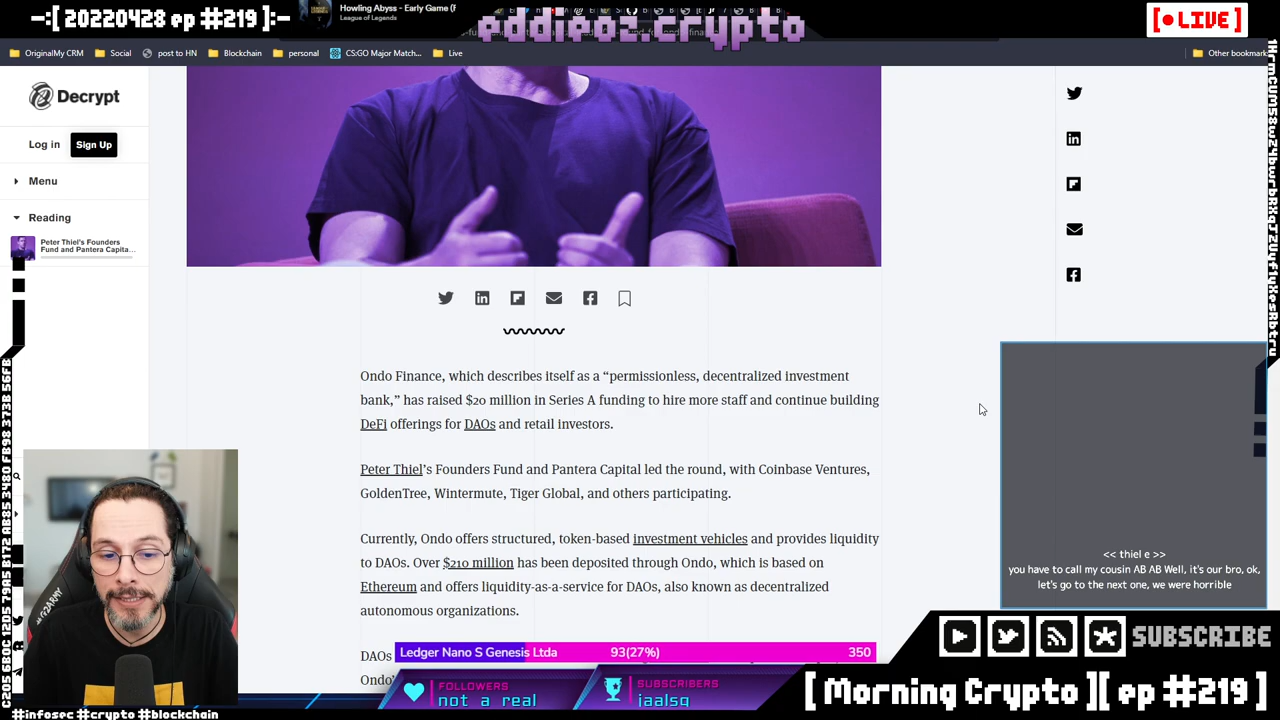 -:[ 20220428 ep #219 ]:-
Howling Abyss - Early Game (F
League of Legends
eddieoz.crypto
[ LIVE ]
OriginalMy CRM
Social
post to HN
Blockchain
personal
CS:GO Major Match...
Live
Other bookmark
Decrypt
Log in
Sign Up
Menu
Reading
Peter Thiel's Founders
Fund and Pantera Capita...
Ondo Finance, which describes itself as a “permissionless, decentralized investment
bank,” has raised $20 million in Series A funding to hire more staff and continue building
DeFi offerings for DAOs and retail investors.
Peter Thiel’s Founders Fund and Pantera Capital led the round, with Coinbase Ventures,
GoldenTree, Wintermute, Tiger Global, and others participating.
Currently, Ondo offers structured, token-based investment vehicles and provides liquidity
to DAOs. Over $210 million has been deposited through Ondo, which is based on
Ethereum and offers liquidity-as-a-service for DAOs, also known as decentralized
autonomous organizations.
DAOs
Ondo’
<< thiel e >>
you have to call my cousin AB AB Well, it's our bro, ok,
let's go to the next one, we were horrible
Ledger Nano S Genesis Ltda
93(27%)
350
FOLLOWERS
not a real
SUBSCRIBERS
iaalsq
SUBSCRIBE
[ Morning Crypto ][ ep #219 ]
#infosec #crypto #blockchain